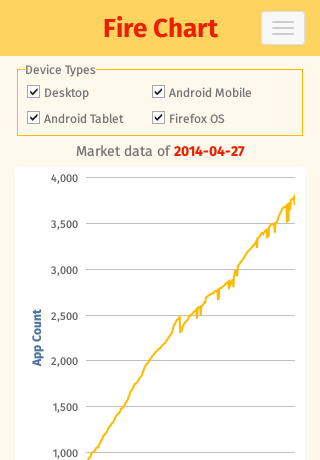 Fire Chart
Device Types
Desktop
Android Mobile
Android Tablet
Firefox OS
Market data of 2014-04-27
4,000
3,500
3,000
2,500
2,000
1,500
1,000
App Count